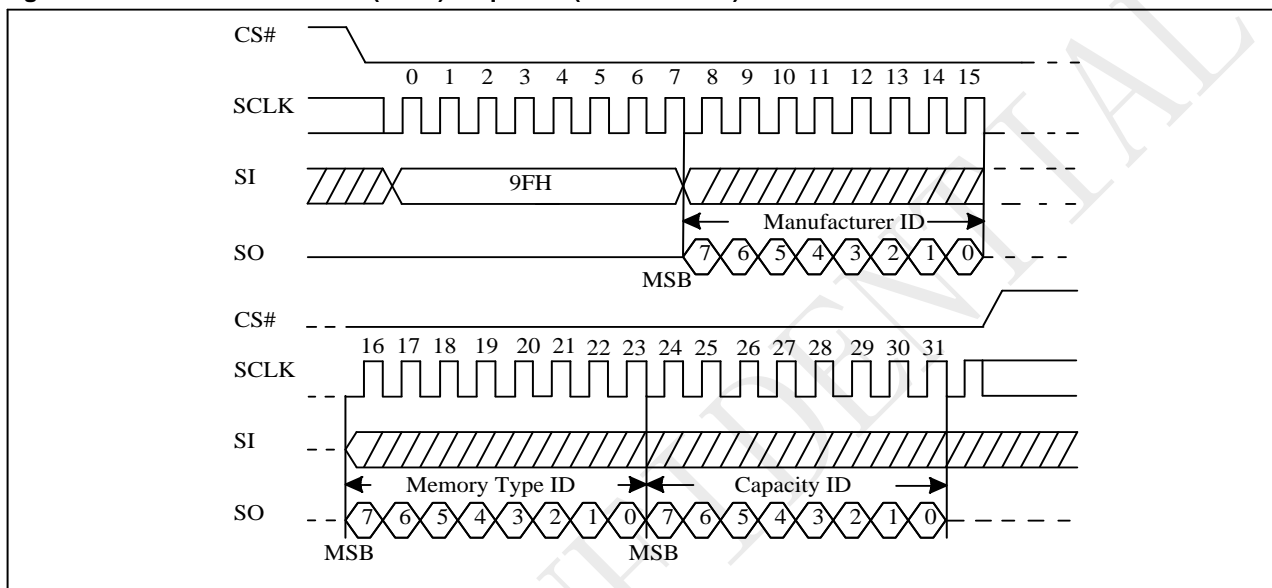 CS#
0 1 2 3 4 5 6 7 8 9 10 11 12 13 14 15
SCLK
SI
9FH
Manufacturer ID
SO
MSB
7 6 5 4 3 2 1 0
CS#
16 17 18 19 20 21 22 23 24 25 26 27 28 29 30 31
SCLK
SI
Memory Type ID
Capacity ID
SO
7 6 5 4 3 2 1 0 7 6 5 4 3 2 1 0
MSB
MSB